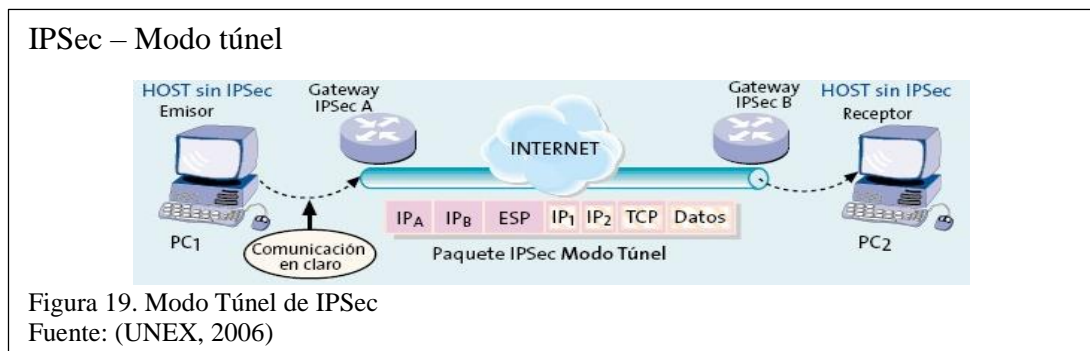 IPSec – Modo túnel
HOST sin IPSec
Emisor
Gateway
IPSec A
Gateway
IPSec B
HOST sin IPSec
Receptor
INTERNET
PC1
Comunicación
en claro
IPA IPB ESP IP1 IP2 TCP Datos
Paquete IPSec Modo Túnel
PC2
Figura 19. Modo Túnel de IPSec
Fuente: (UNEX, 2006)